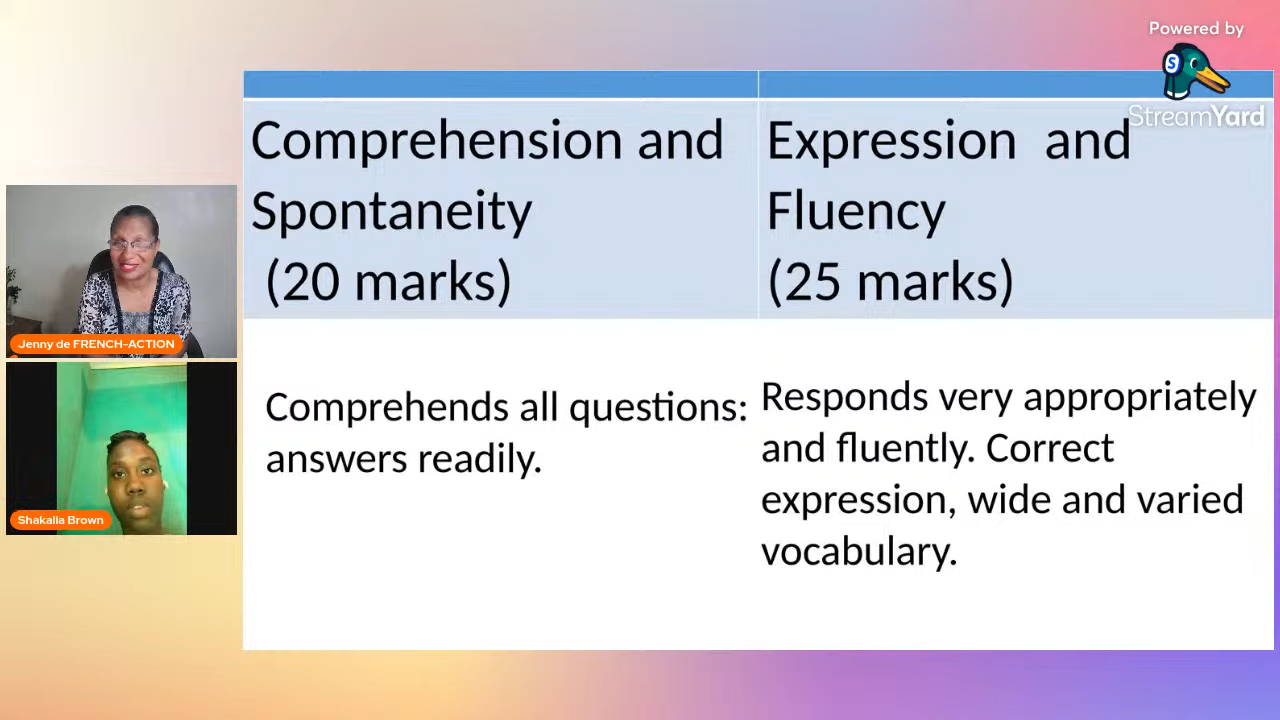 Powered by
S
StreamYard
Comprehension and
Spontaneity
(20 marks)
Expression and
Fluency
(25 marks)
Comprehends all questions:
answers readily.
Responds very appropriately
and fluently. Correct
expression, wide and varied
vocabulary.
Jenny de FRENCH-ACTION
Shakalia Brown